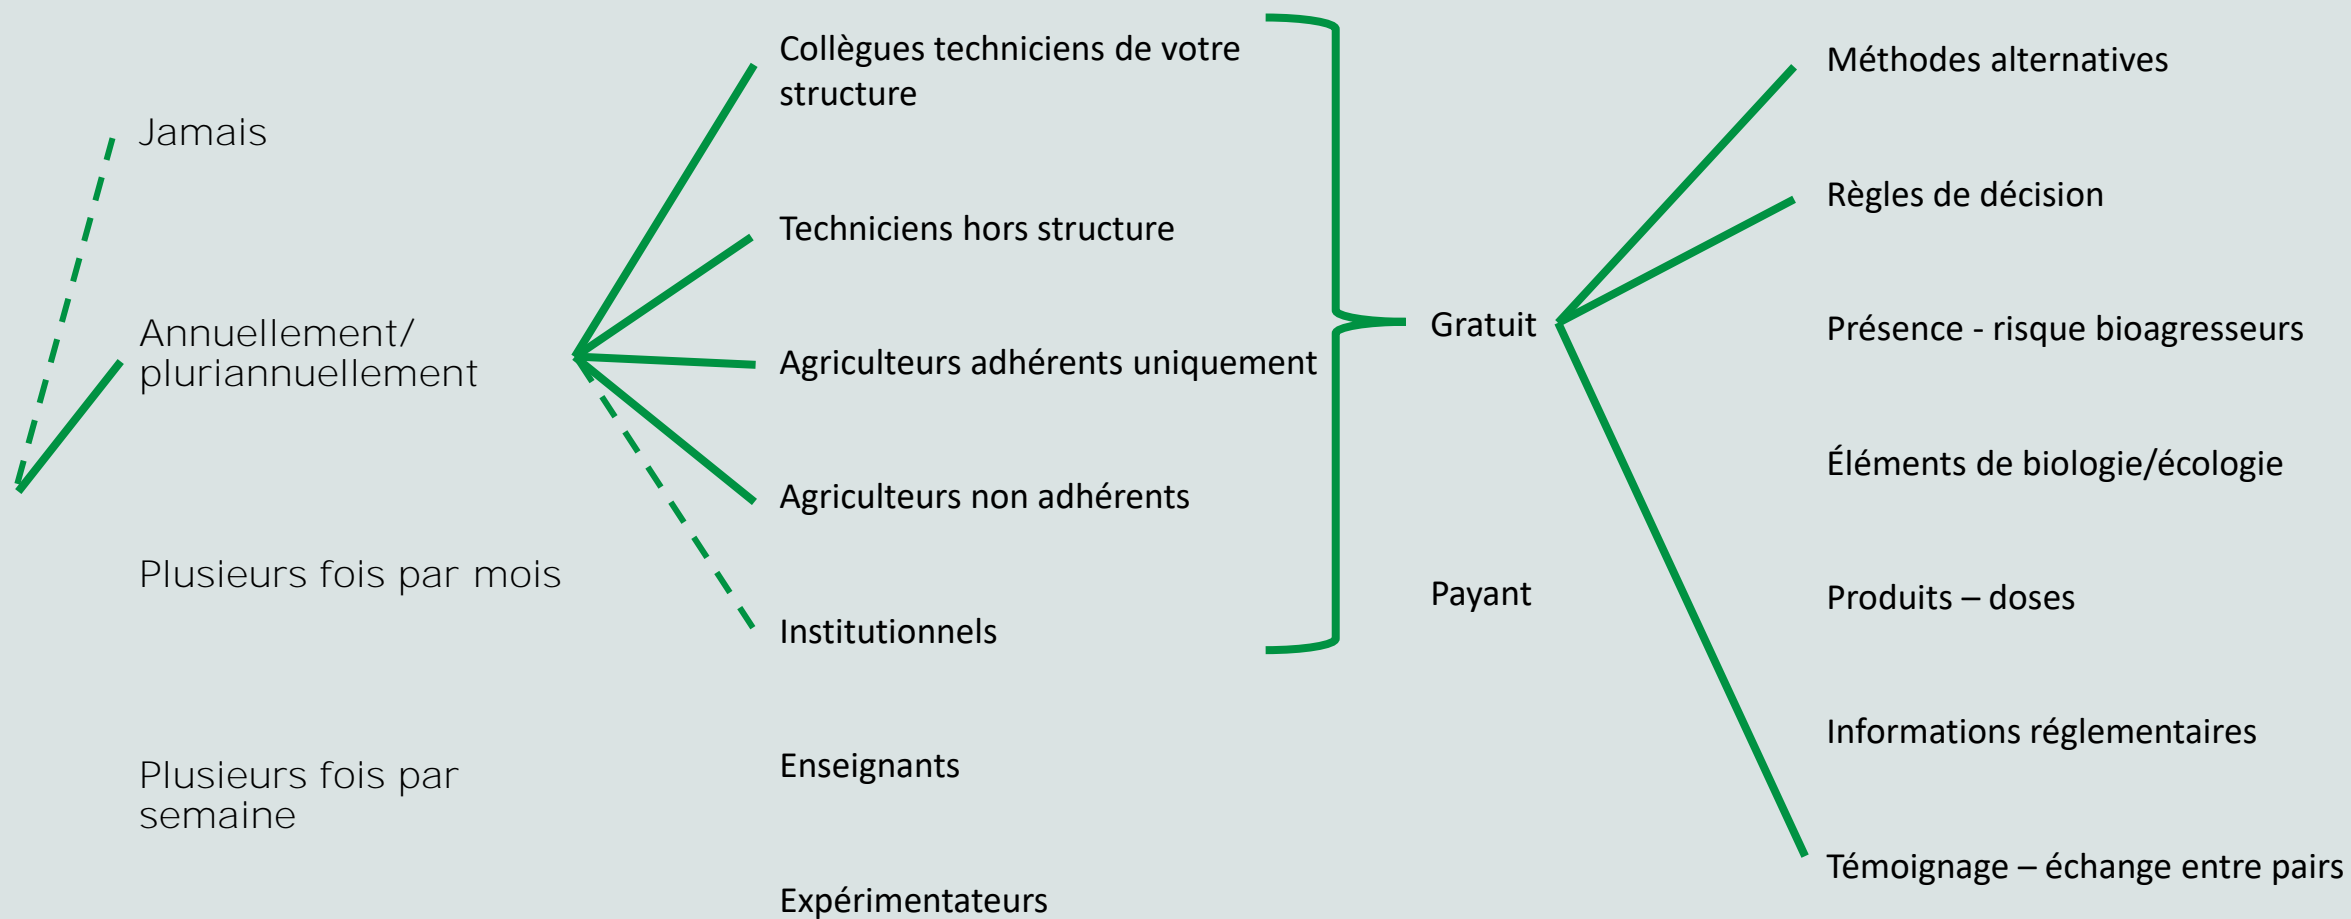 Jamais
Annuellement/
pluriannuellement
Plusieurs fois par mois
Plusieurs fois par
semaine
Collègues techniciens de votre
structure
Techniciens hors structure
Agriculteurs adhérents uniquement
Agriculteurs non adhérents
Institutionnels
Enseignants
Expérimentateurs
Gratuit
Payant
Méthodes alternatives
Règles de décision
Présence - risque bioagresseurs
Éléments de biologie/écologie
Produits – doses
Informations réglementaires
Témoignage – échange entre pairs